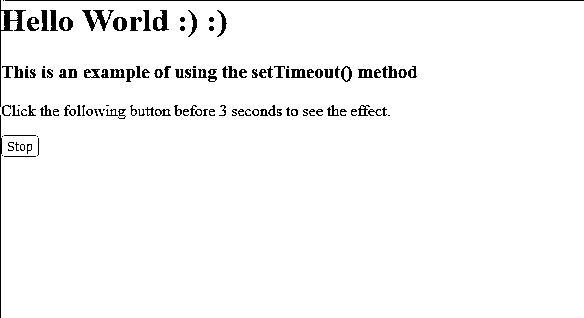 Hello World :) :)
This is an example of using the setTimeout() method
Click the following button before 3 seconds to see the effect.
Stop